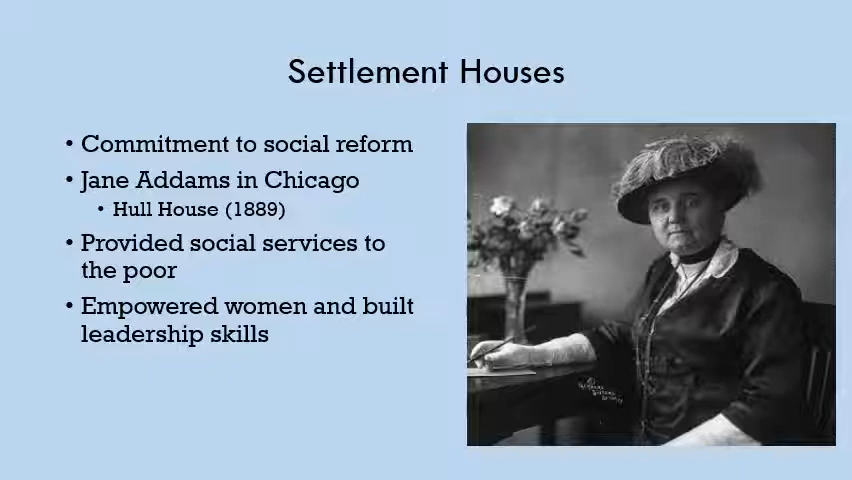 Settlement Houses
• Commitment to social reform
• Jane Addams in Chicago
• Hull House (1889)
• Provided social services to
the poor
• Empowered women and built
leadership skills